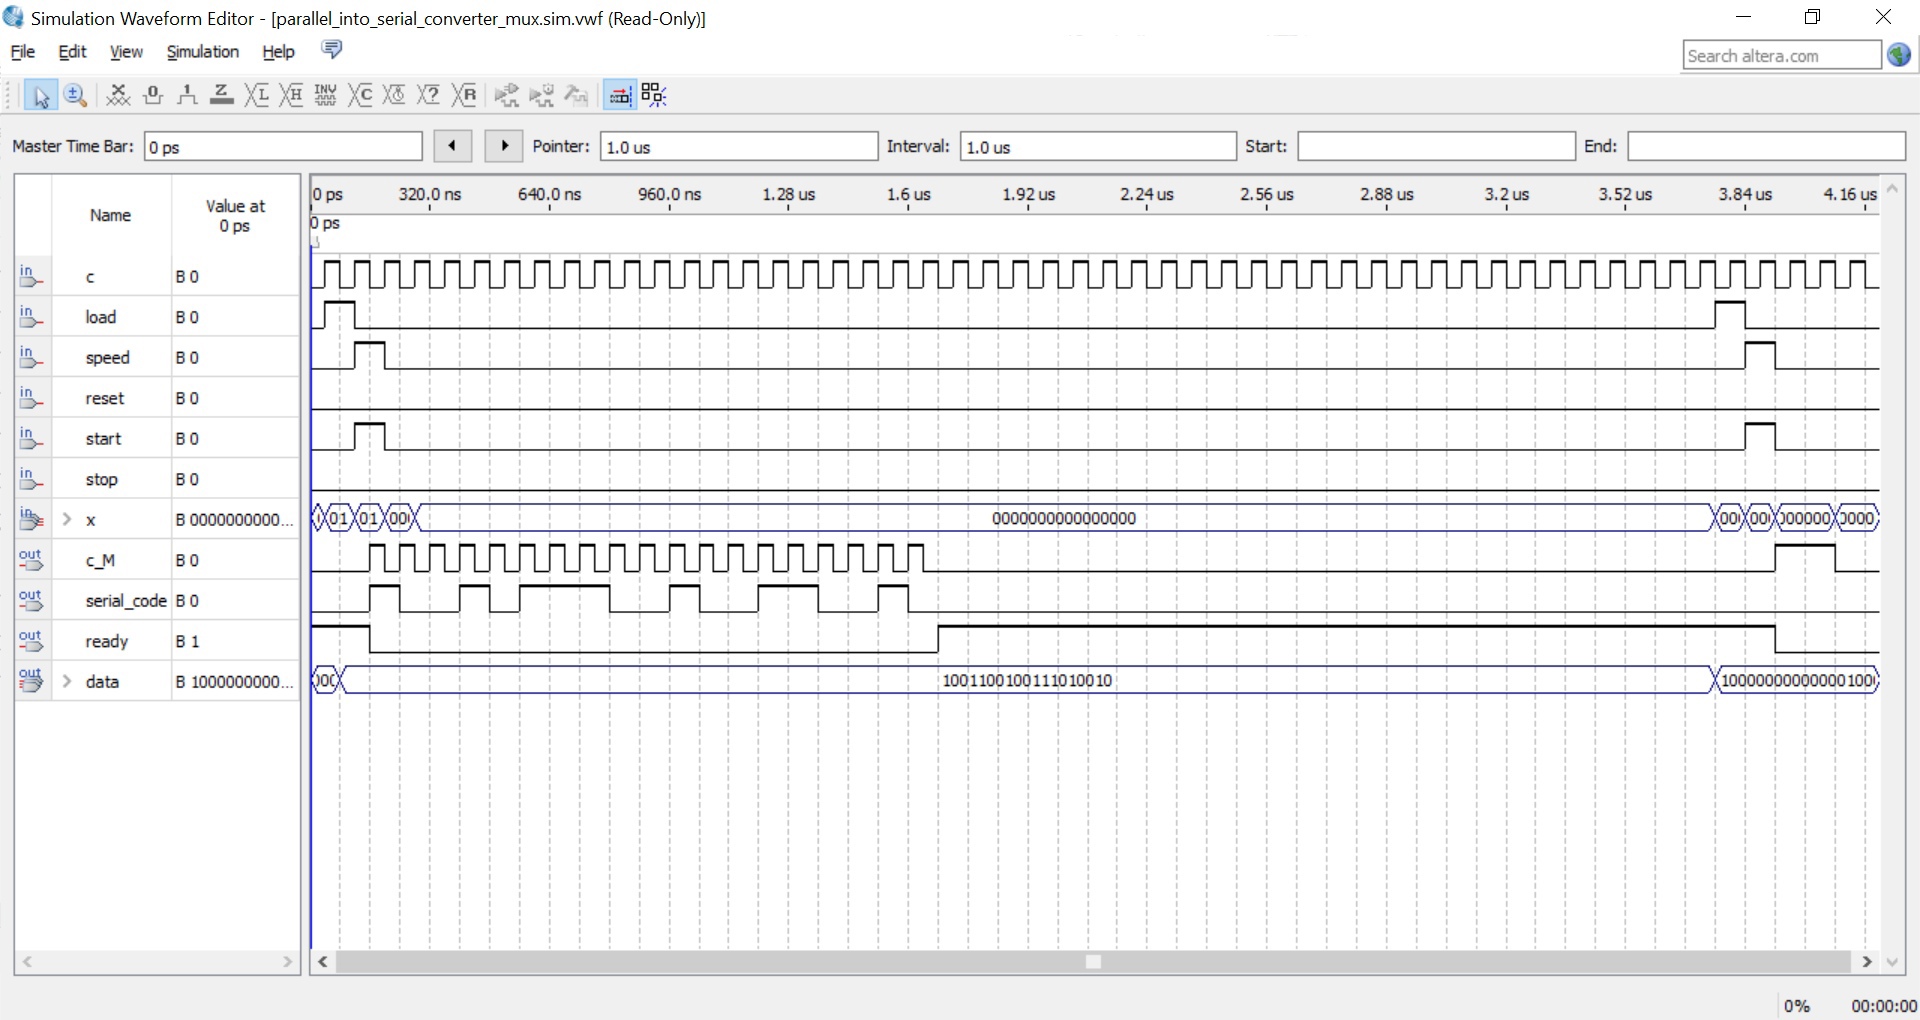 Simulation Waveform Editor - [parallel_into_serial_converter_mux.sim.vwf (Read-Only)]
File Edit View Simulation Help
Search altera.com
Master Time Bar: 0 ps Pointer: 1.0 us Interval: 1.0 us Start: End:
Name Value at 0 ps
0 ps 320.0 ns 640.0 ns 960.0 ns 1.28 us 1.6 us 1.92 us 2.24 us 2.56 us 2.88 us 3.2 us 3.52 us 3.84 us 4.16 us
0 ps
in c B 0
in load B 0
in speed B 0
in reset B 0
in start B 0
in stop B 0
in > x B 0000000000... 01 01 00 0000000000000000 00 00 000000 0000
out c_M B 0
out serial_code B 0
out ready B 1
out > data B 1000000000... 00 1001100100111010010 1000000000000000100
0% 00:00:00